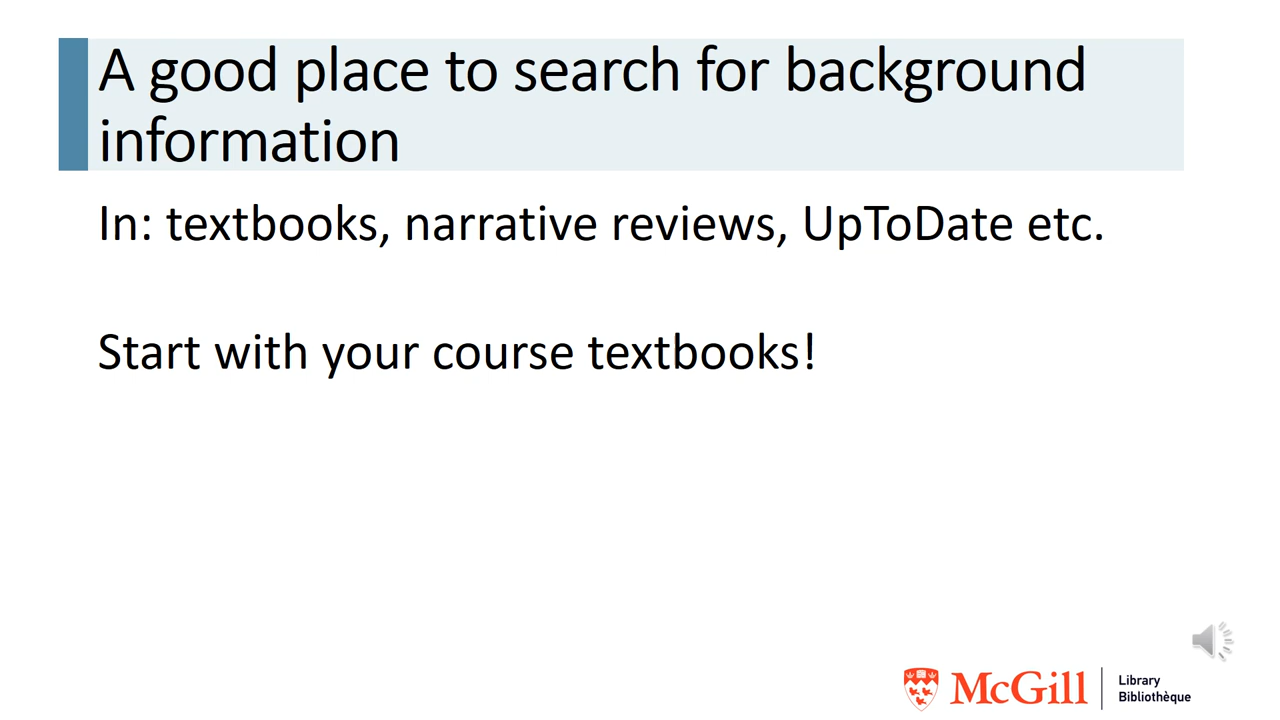 A good place to search for background
information
In: textbooks, narrative reviews, UpToDate etc.
Start with your course textbooks!
McGill
Library
Bibliothèque